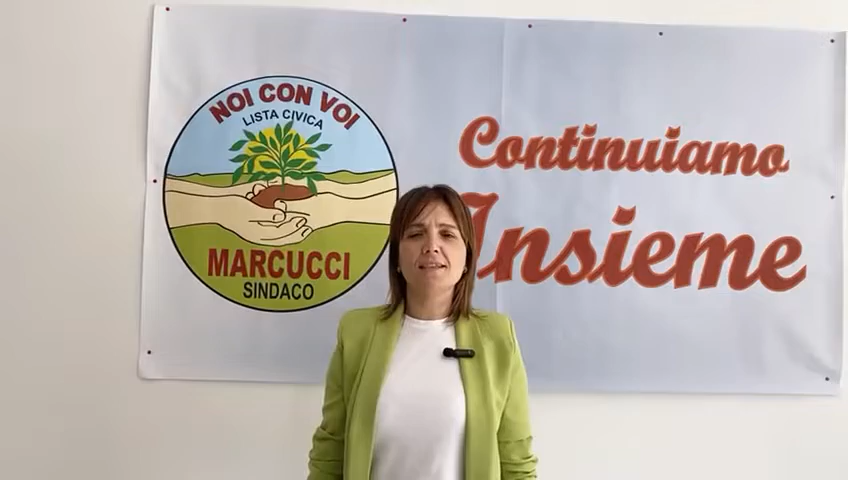 NOI CON VOI
LISTA CIVICA
MARCUCCI
SINDACO
Continuiamo
Insieme